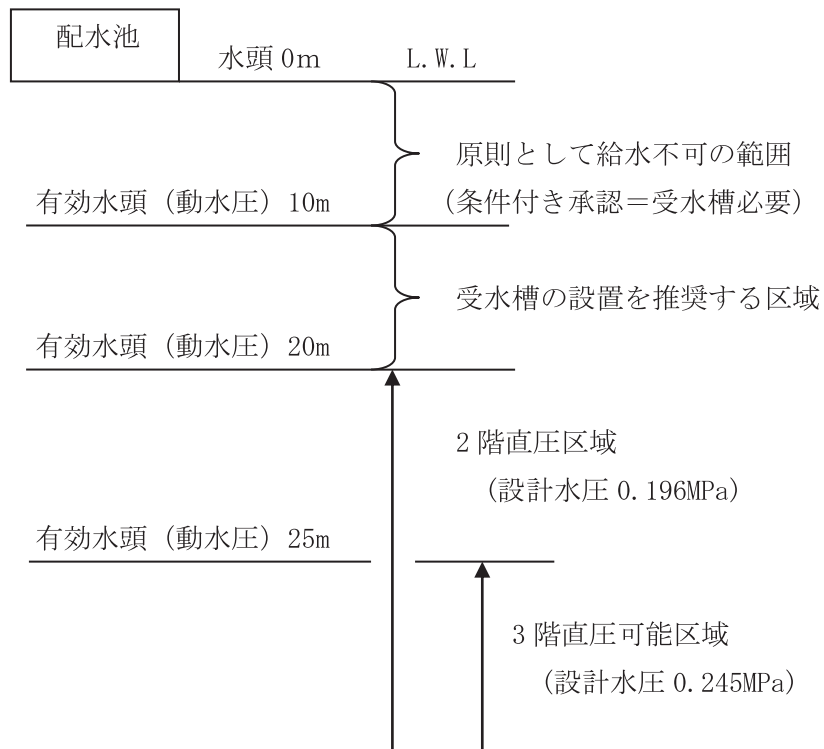 配水池
水頭 0m　L.W.L
原則として給水不可の範囲
有効水頭（動水圧）10m　（条件付き承認＝受水槽必要）
受水槽の設置を推奨する区域
有効水頭（動水圧）20m
2 階直圧区域
（設計水圧 0.196MPa）
有効水頭（動水圧）25m
3 階直圧可能区域
（設計水圧 0.245MPa）